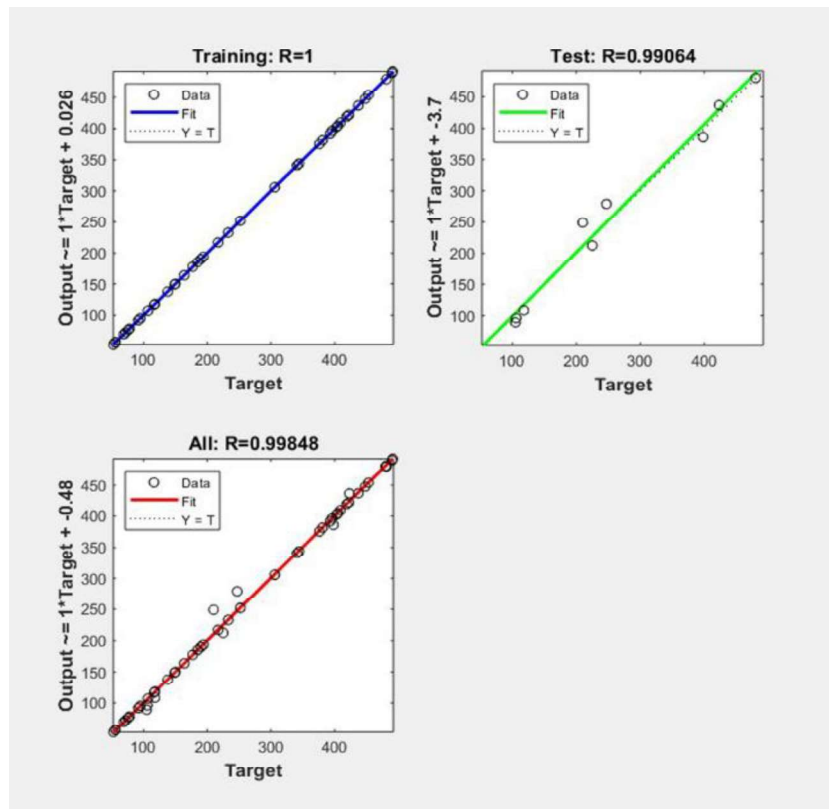 Training: R=1
Output ~= 1*Target + 0.026
450
400
350
300
250
200
150
100
Data
Fit
Y = T
100
200
300
400
Target
Test: R=0.99064
Output ~= 1*Target + -3.7
450
400
350
300
250
200
150
100
Data
Fit
Y = T
100
200
300
400
Target
All: R=0.99848
Output ~= 1*Target + -0.48
450
400
350
300
250
200
150
100
Data
Fit
Y = T
100
200
300
400
Target